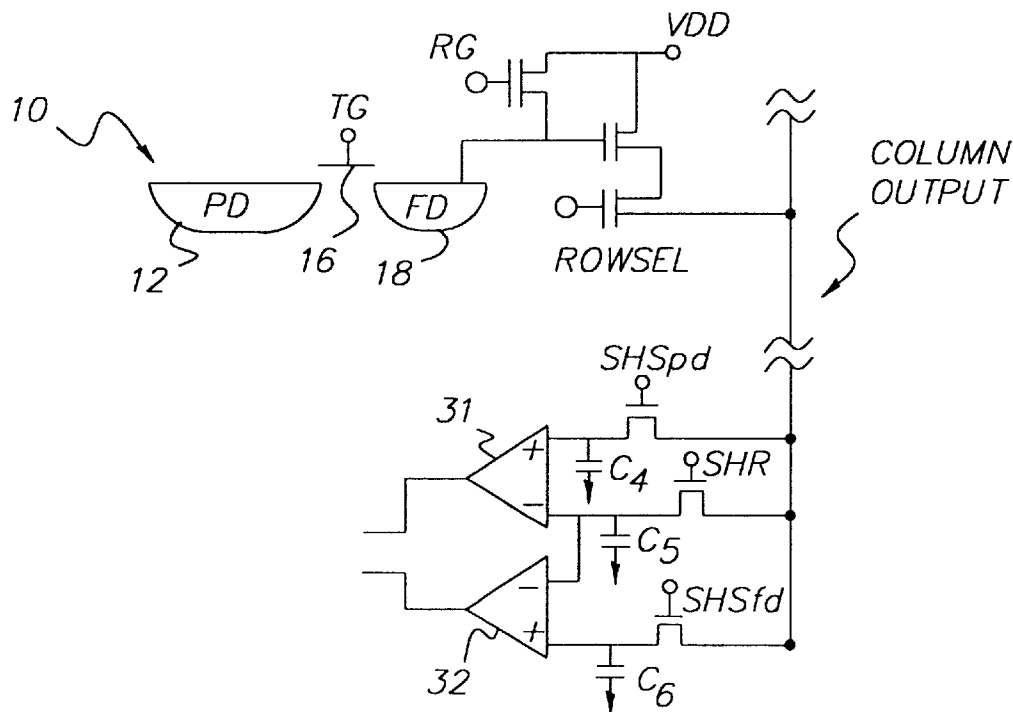 VDD
RG
TG
10
PD
FD
12
16
18
ROWSEL
COLUMN
OUTPUT
SHSpd
31
+
C4
SHR
−
C5
−
SHSfd
+
32
C6